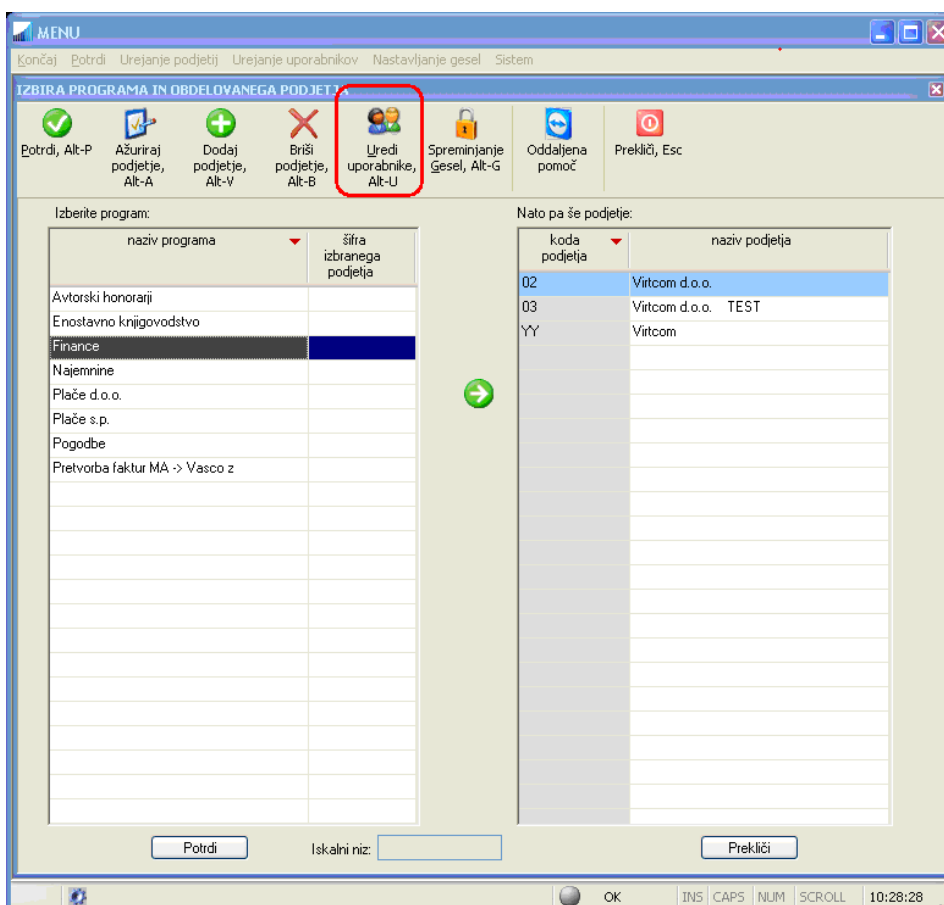 MENU
Končaj Potrdi Urejanje podjetij Urejanje uporabnikov Nastavljanje gesel Sistem
IZBIRA PROGRAMA IN OBDELOVANEGA PODJETJA
Potrdi, Alt-P
Ažuriraj
podjetje,
Alt-A
Dodaj
podjetje,
Alt-V
Briši
podjetje,
Alt-B
Uredi
uporabnike,
Alt-U
Spreminjanje
Gesel, Alt-G
Oddaljena
pomoč
Prekliči, Esc
Izberite program:
naziv programa
šifra
izbranega
podjetja
Avtorski honorarji
Enostavno knjigovodstvo
Finance
Najemnine
Plače d.o.o.
Plače s.p.
Pogodbe
Pretvorba faktur MA -> Vasco z
Nato pa še podjetje:
koda
podjetja
naziv podjetja
02 Virtcom d.o.o.
03 Virtcom d.o.o. TEST
YY Virtcom
Potrdi
Iskalni niz:
Prekliči
OK INS CAPS NUM SCROLL 10:28:28